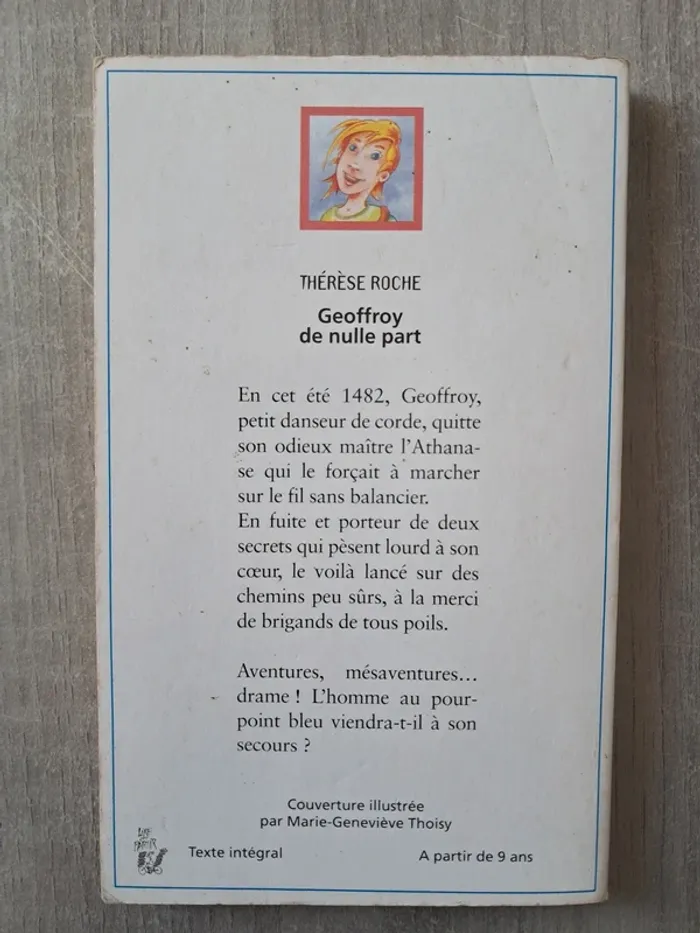 THÉRÈSE ROCHE
Geoffroy
de nulle part
En cet été 1482, Geoffroy,
petit danseur de corde, quitte
son odieux maître l'Athana-
se qui le forçait à marcher
sur le fil sans balancier.
En fuite et porteur de deux
secrets qui pèsent lourd à son
cœur, le voilà lancé sur des
chemins peu sûrs, à la merci
de brigands de tous poils.
Aventures, mésaventures...
drame ! L'homme au pour-
point bleu viendra-t-il à son
secours ?
Couverture illustrée
par Marie-Geneviève Thoisy
LIRE
PARTIR
Texte intégral
A partir de 9 ans